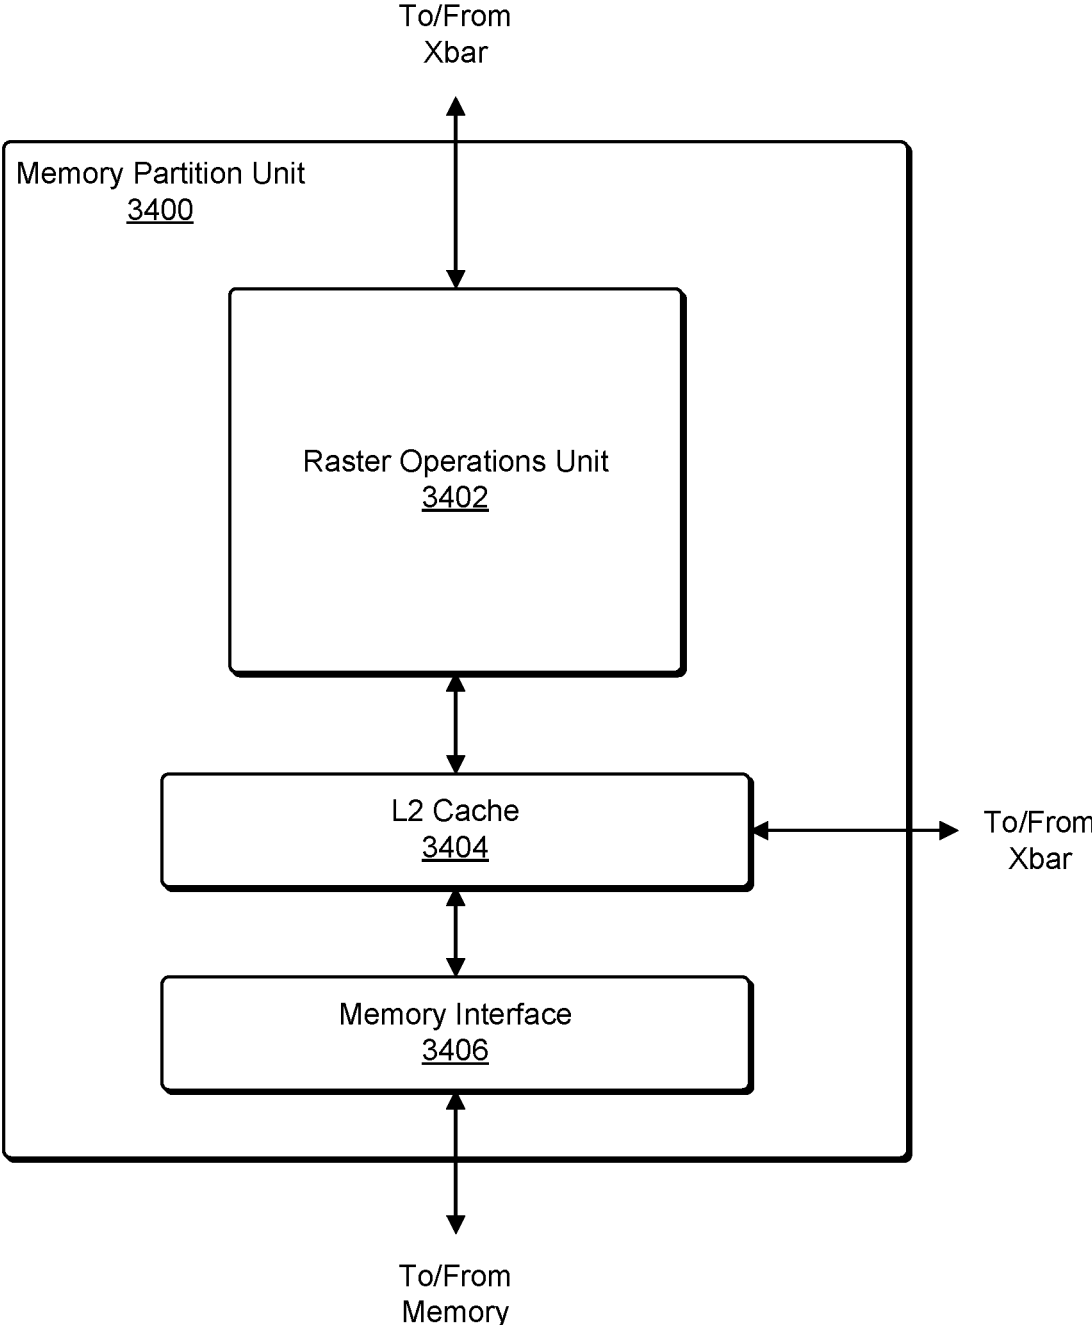 To/From
Xbar
Memory Partition Unit
3400
Raster Operations Unit
3402
L2 Cache
3404
To/From
Xbar
Memory Interface
3406
To/From
Memory